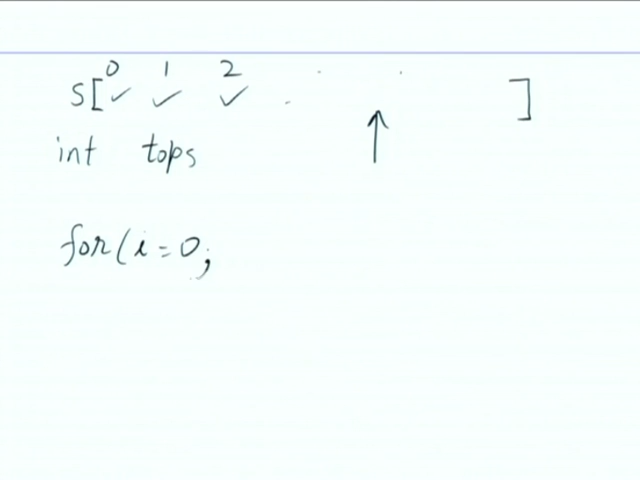 0 1 2
s[✓ ✓ ✓ . . . ]
int tops ↑
for(i=0;